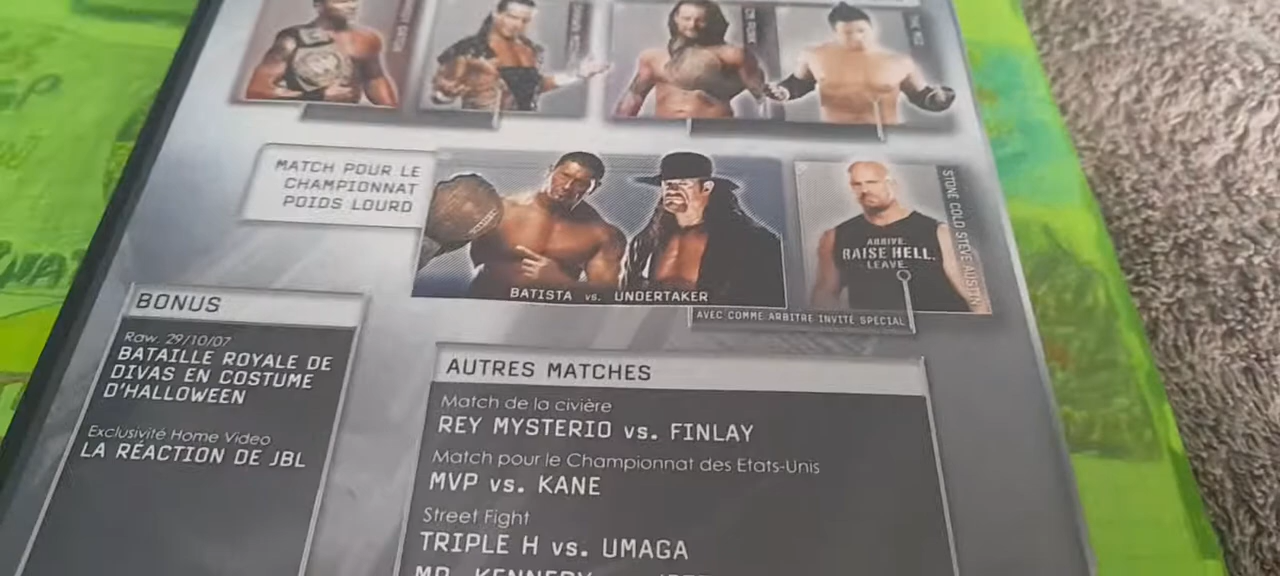 MATCH POUR LE
CHAMPIONNAT
POIDS LOURD
BATISTA vs. UNDERTAKER
STONE COLD STEVE AUSTIN
ARRIVE.
RAISE HELL.
LEAVE.
AVEC COMME ARBITRE INVITÉ SPÉCIAL
BONUS
Raw. 29/10/07
BATAILLE ROYALE DE
DIVAS EN COSTUME
D'HALLOWEEN
Exclusivité Home Video
LA RÉACTION DE JBL
AUTRES MATCHES
Match de la civière
REY MYSTERIO vs. FINLAY
Match pour le Championnat des Etats-Unis
MVP vs. KANE
Street Fight
TRIPLE H vs. UMAGA
MR. KENNEDY